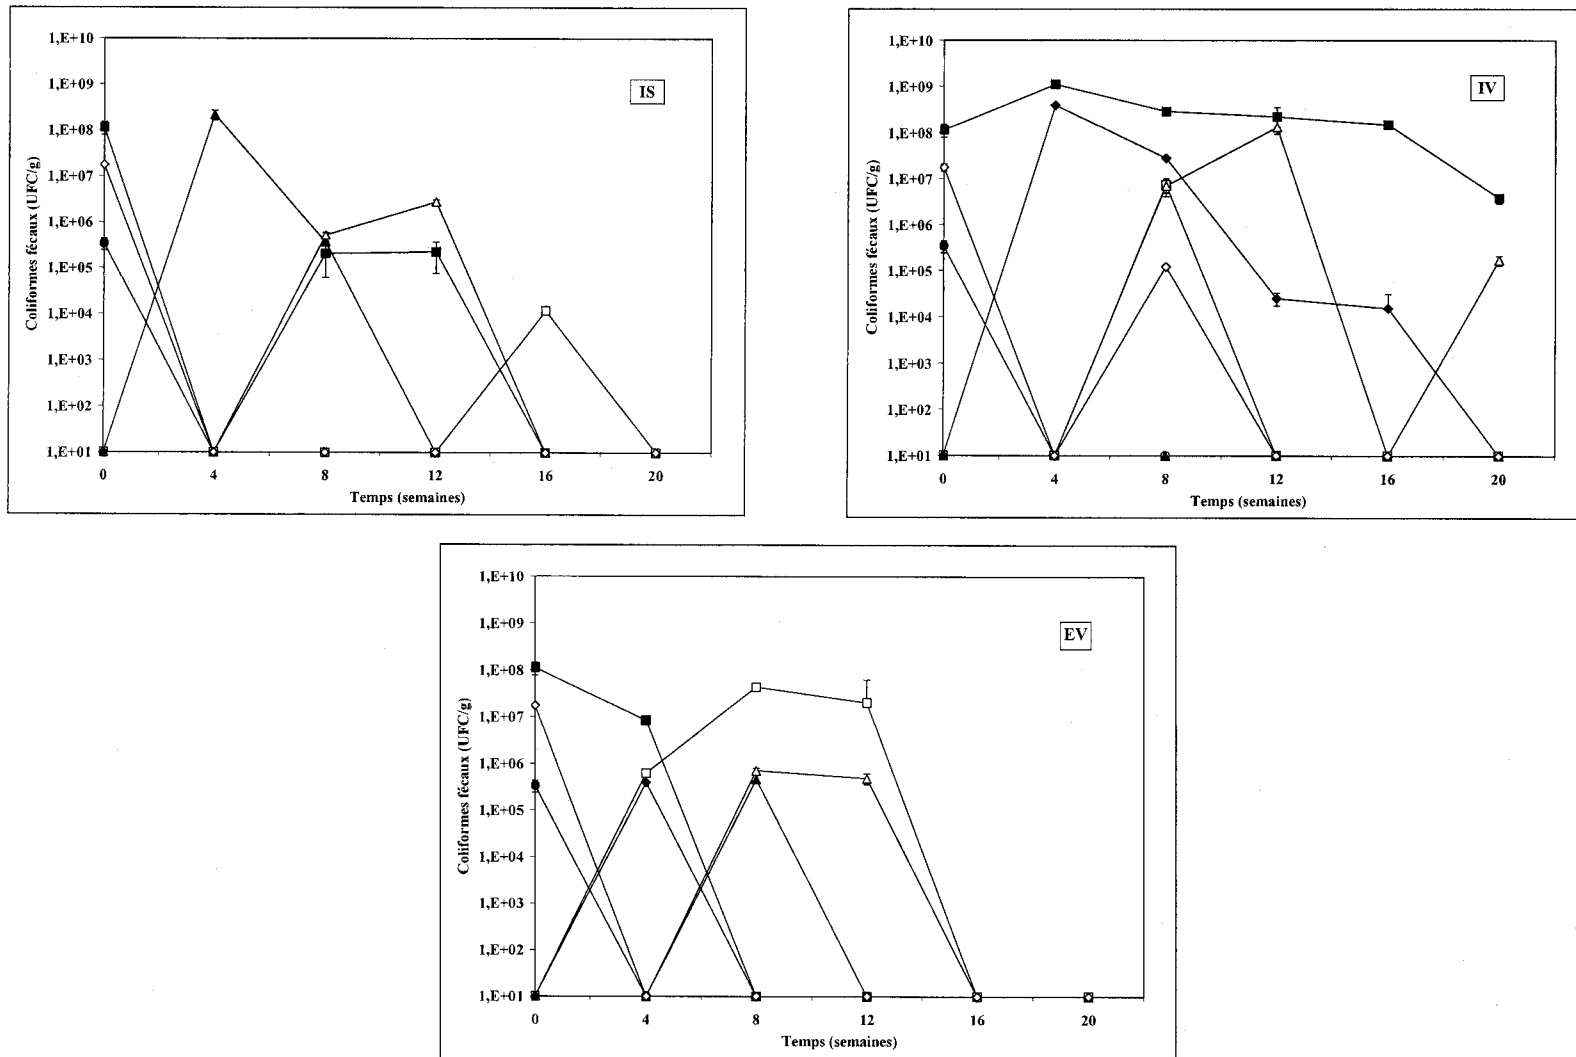 1,E+10
1,E+09
IS
1,E+08
1,E+07
1,E+06
1,E+05
1,E+04
1,E+03
1,E+02
1,E+01
Coliformes fécaux (UFC/g)
0 4 8 12 16 20
Temps (semaines)
1,E+10
1,E+09
IV
1,E+08
1,E+07
1,E+06
1,E+05
1,E+04
1,E+03
1,E+02
1,E+01
Coliformes fécaux (UFC/g)
0 4 8 12 16 20
Temps (semaines)
1,E+10
1,E+09
EV
1,E+08
1,E+07
1,E+06
1,E+05
1,E+04
1,E+03
1,E+02
1,E+01
Coliformes fécaux (UFC/g)
0 4 8 12 16 20
Temps (semaines)